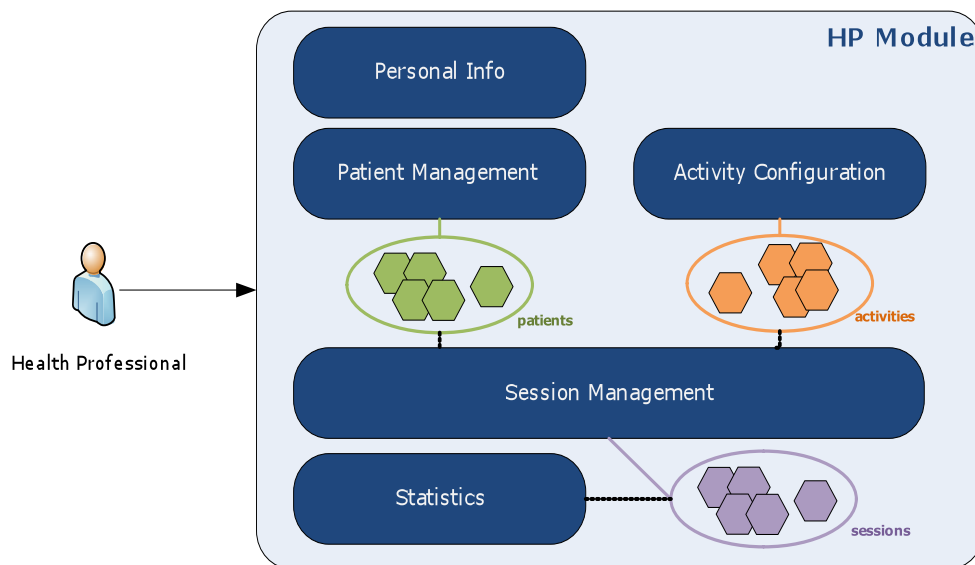 HP Module
Personal Info
Patient Management
Activity Configuration
patients
activities
Health Professional
Session Management
Statistics
sessions